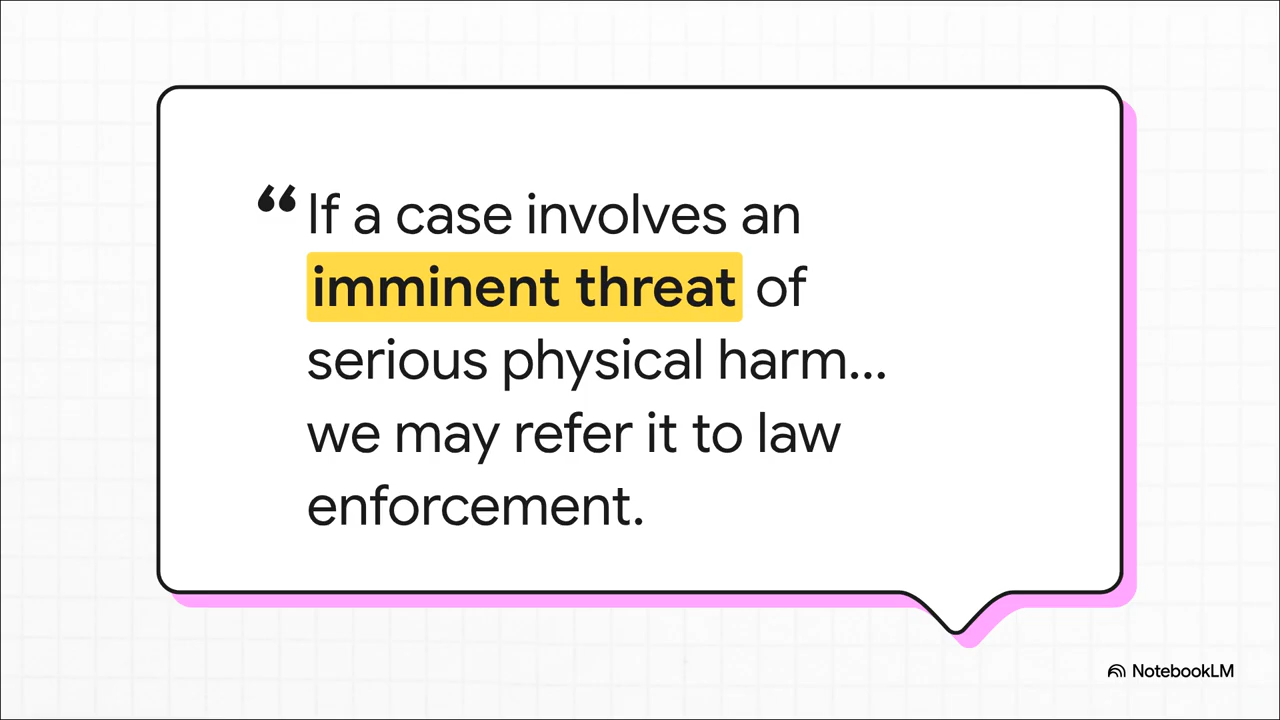 “If a case involves an
imminent threat of
serious physical harm...
we may refer it to law
enforcement.
NotebookLM